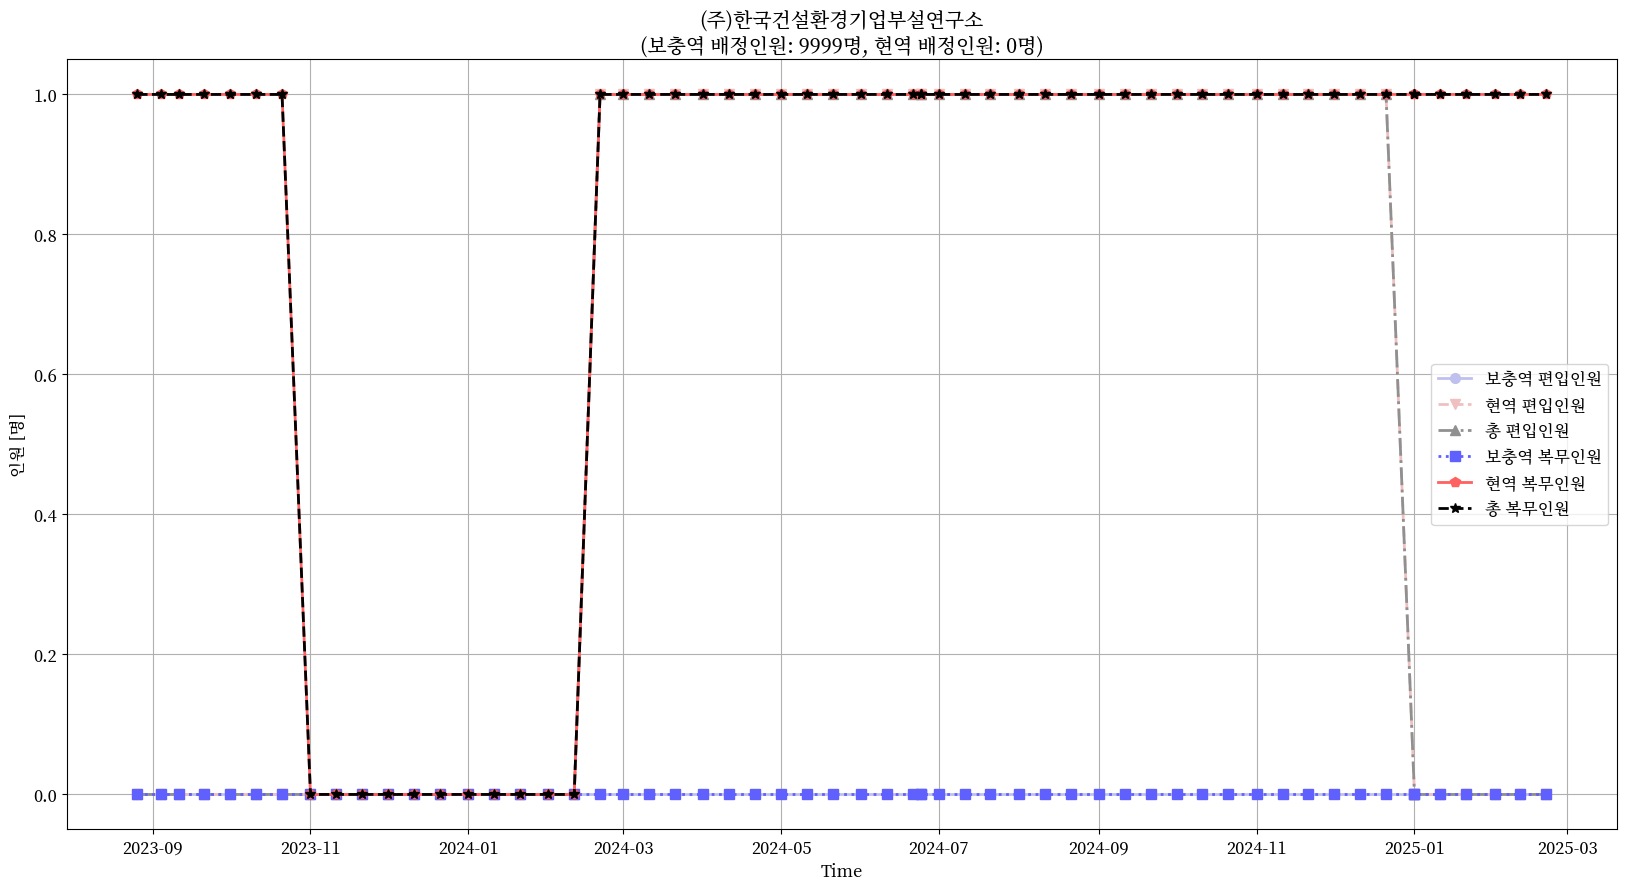 (주)한국건설환경기업부설연구소
(보충역 배정인원: 9999명, 현역 배정인원: 0명)
인원 [명]
1.0
0.8
0.6
0.4
0.2
0.0
보충역 편입인원
현역 편입인원
총 편입인원
보충역 복무인원
현역 복무인원
총 복무인원
2023-09 2023-11 2024-01 2024-03 2024-05 2024-07 2024-09 2024-11 2025-01 2025-03
Time